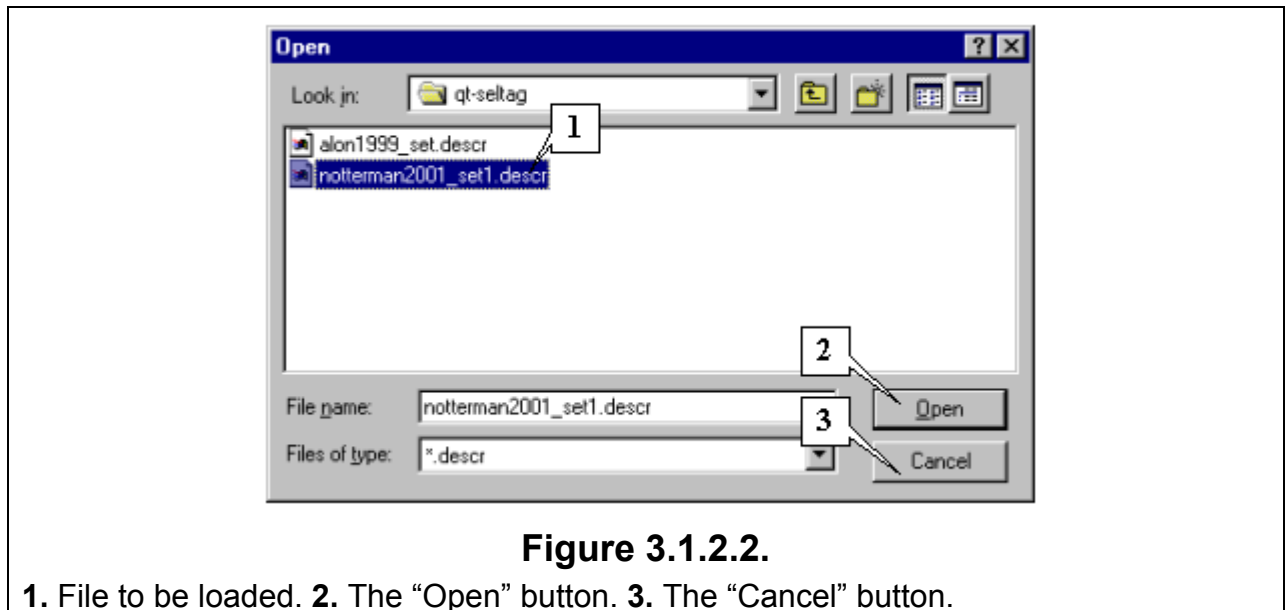 Open
Look in: qt-seltag
1
alon1999_set.descr
notterman2001_set1.descr
2
File name: notterman2001_set1.descr
Open
3
Files of type: *.descr
Cancel
Figure 3.1.2.2.
1. File to be loaded. 2. The “Open” button. 3. The “Cancel” button.